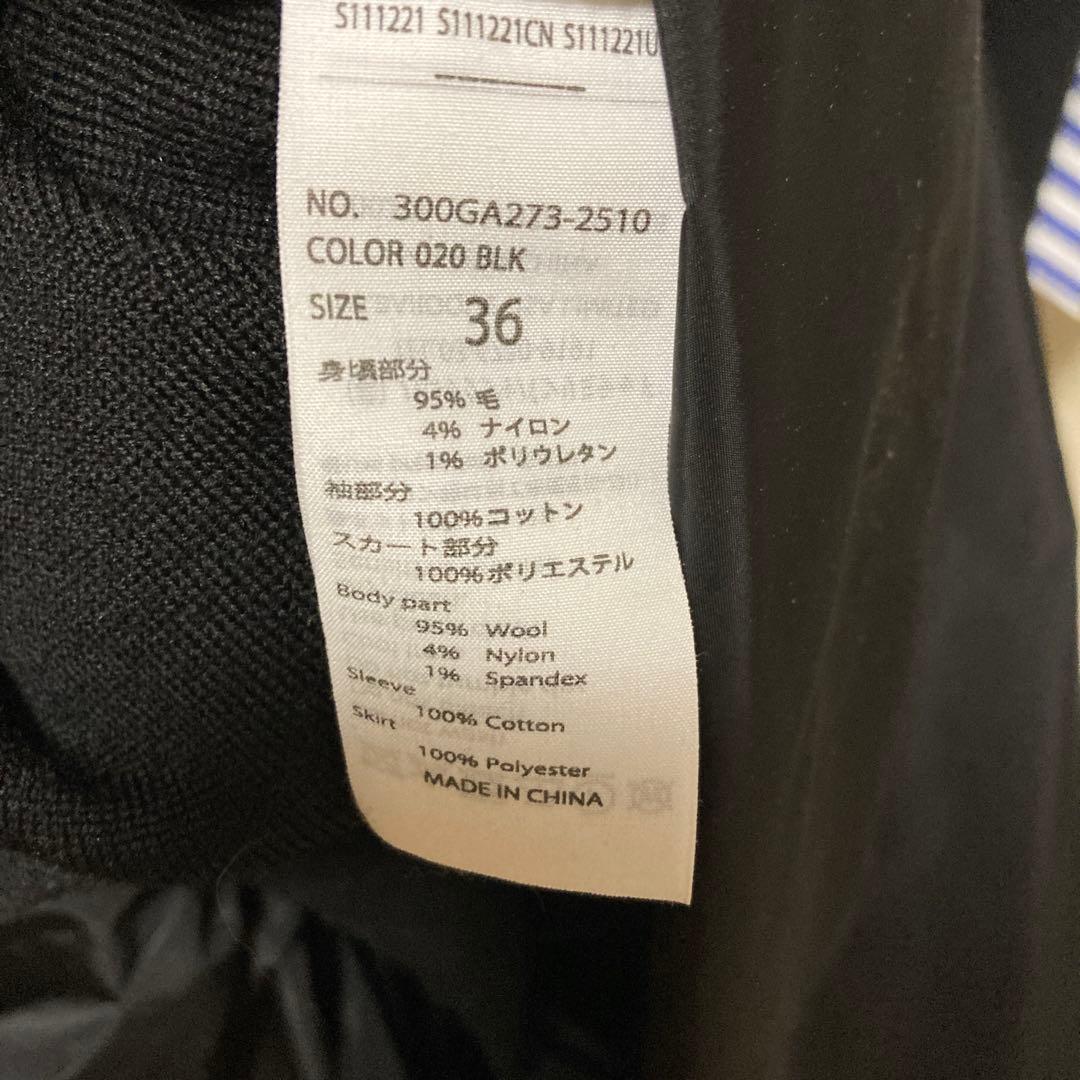 S111221 S111221CN S111221U
NO. 300GA273-2510
COLOR 020 BLK
SIZE 36
身頃部分
95% 毛
4% ナイロン
1% ポリウレタン
袖部分
100%コットン
スカート部分
100%ポリエステル
Body part
95% Wool
4% Nylon
1% Spandex
Sleeve
100% Cotton
Skirt
100% Polyester
MADE IN CHINA